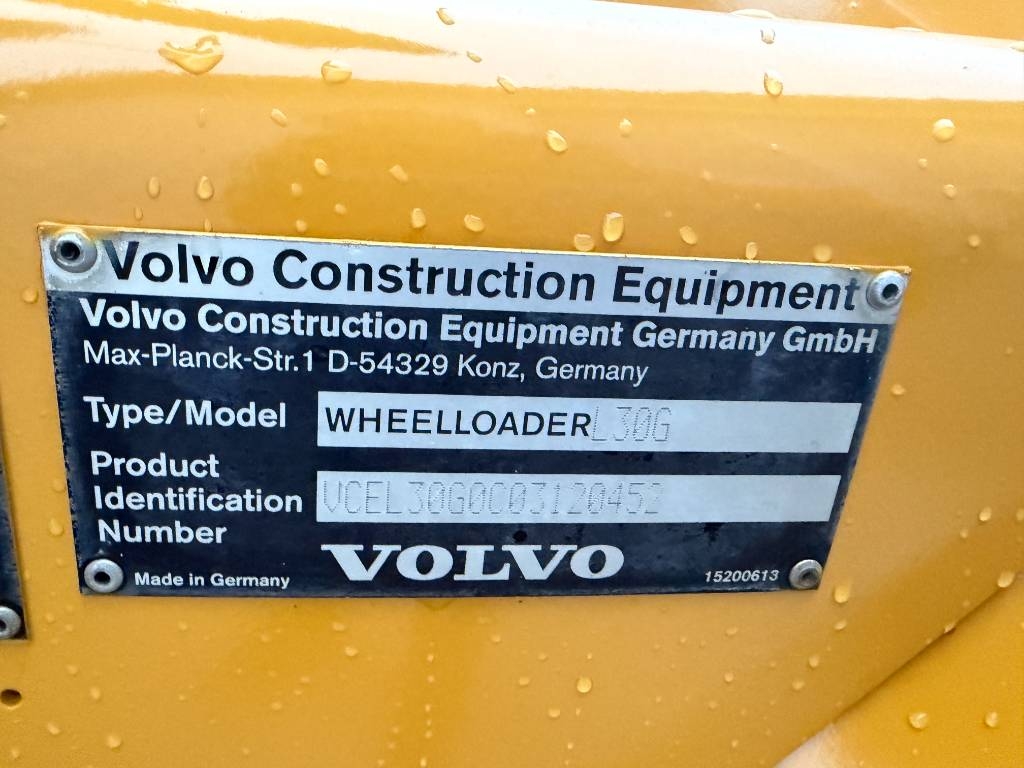 Volvo Construction Equipment
Volvo Construction Equipment Germany GmbH
Max-Planck-Str.1 D-54329 Konz, Germany
Type/Model WHEELLOADER L30G
Product
Identification VCEL30G0C03120452
Number
VOLVO
Made in Germany 15200613